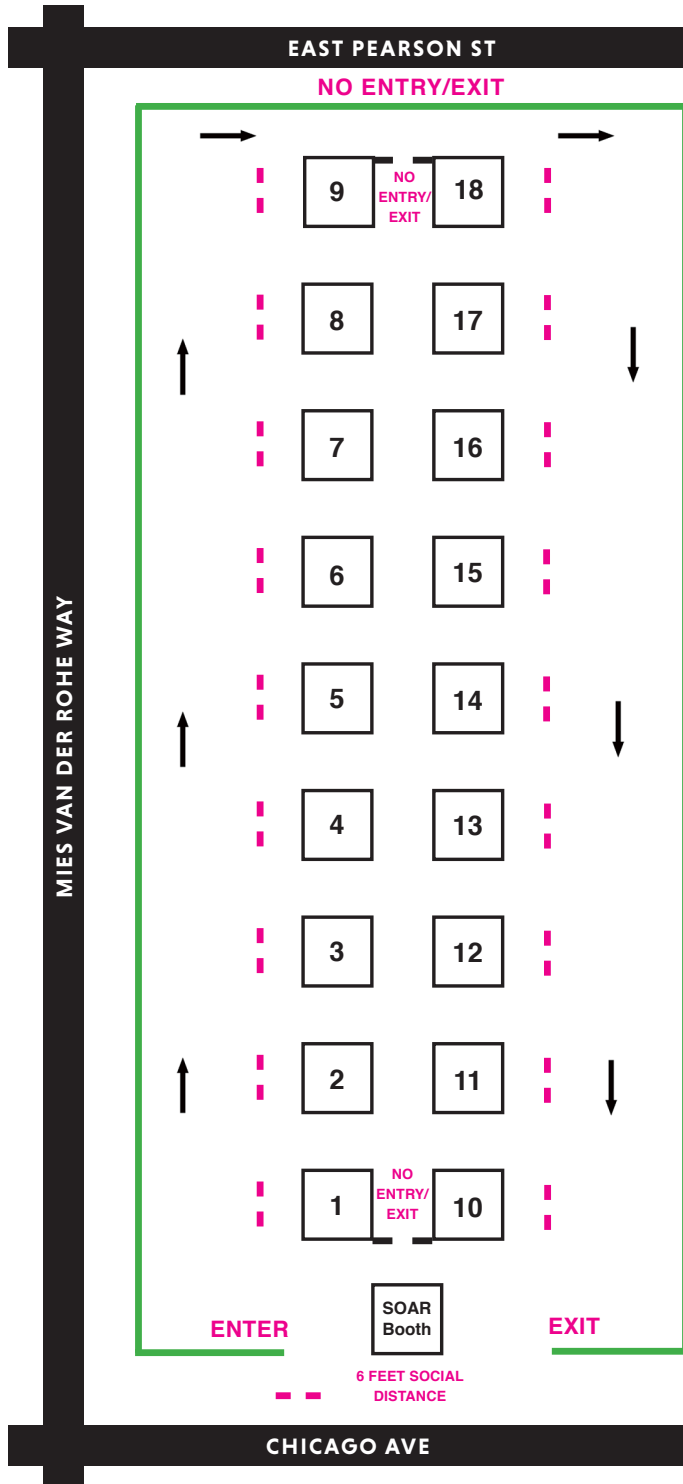 EAST PEARSON ST
NO ENTRY/EXIT
9
NO
ENTRY/
EXIT
18
8
17
7
16
6
15
MIES VAN DER ROHE WAY
5
14
4
13
3
12
2
11
1
NO
ENTRY/
EXIT
10
SOAR
Booth
ENTER
EXIT
6 FEET SOCIAL
DISTANCE
CHICAGO AVE